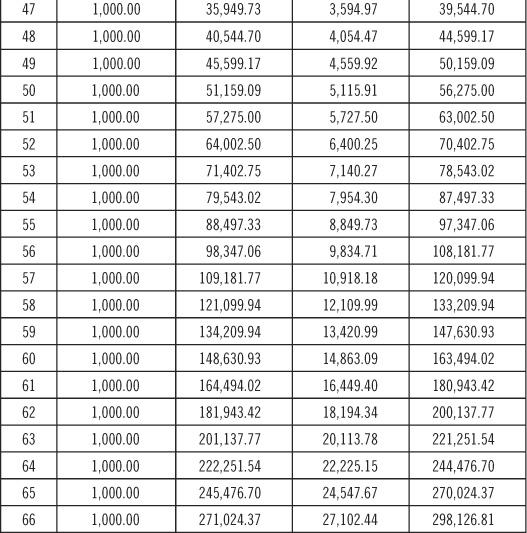 47 1,000.00 35,949.73 3,594.97 39,544.70
48 1,000.00 40,544.70 4,054.47 44,599.17
49 1,000.00 45,599.17 4,559.92 50,159.09
50 1,000.00 51,159.09 5,115.91 56,275.00
51 1,000.00 57,275.00 5,727.50 63,002.50
52 1,000.00 64,002.50 6,400.25 70,402.75
53 1,000.00 71,402.75 7,140.27 78,543.02
54 1,000.00 79,543.02 7,954.30 87,497.33
55 1,000.00 88,497.33 8,849.73 97,347.06
56 1,000.00 98,347.06 9,834.71 108,181.77
57 1,000.00 109,181.77 10,918.18 120,099.94
58 1,000.00 121,099.94 12,109.99 133,209.94
59 1,000.00 134,209.94 13,420.99 147,630.93
60 1,000.00 148,630.93 14,863.09 163,494.02
61 1,000.00 164,494.02 16,449.40 180,943.42
62 1,000.00 181,943.42 18,194.34 200,137.77
63 1,000.00 201,137.77 20,113.78 221,251.54
64 1,000.00 222,251.54 22,225.15 244,476.70
65 1,000.00 245,476.70 24,547.67 270,024.37
66 1,000.00 271,024.37 27,102.44 298,126.81